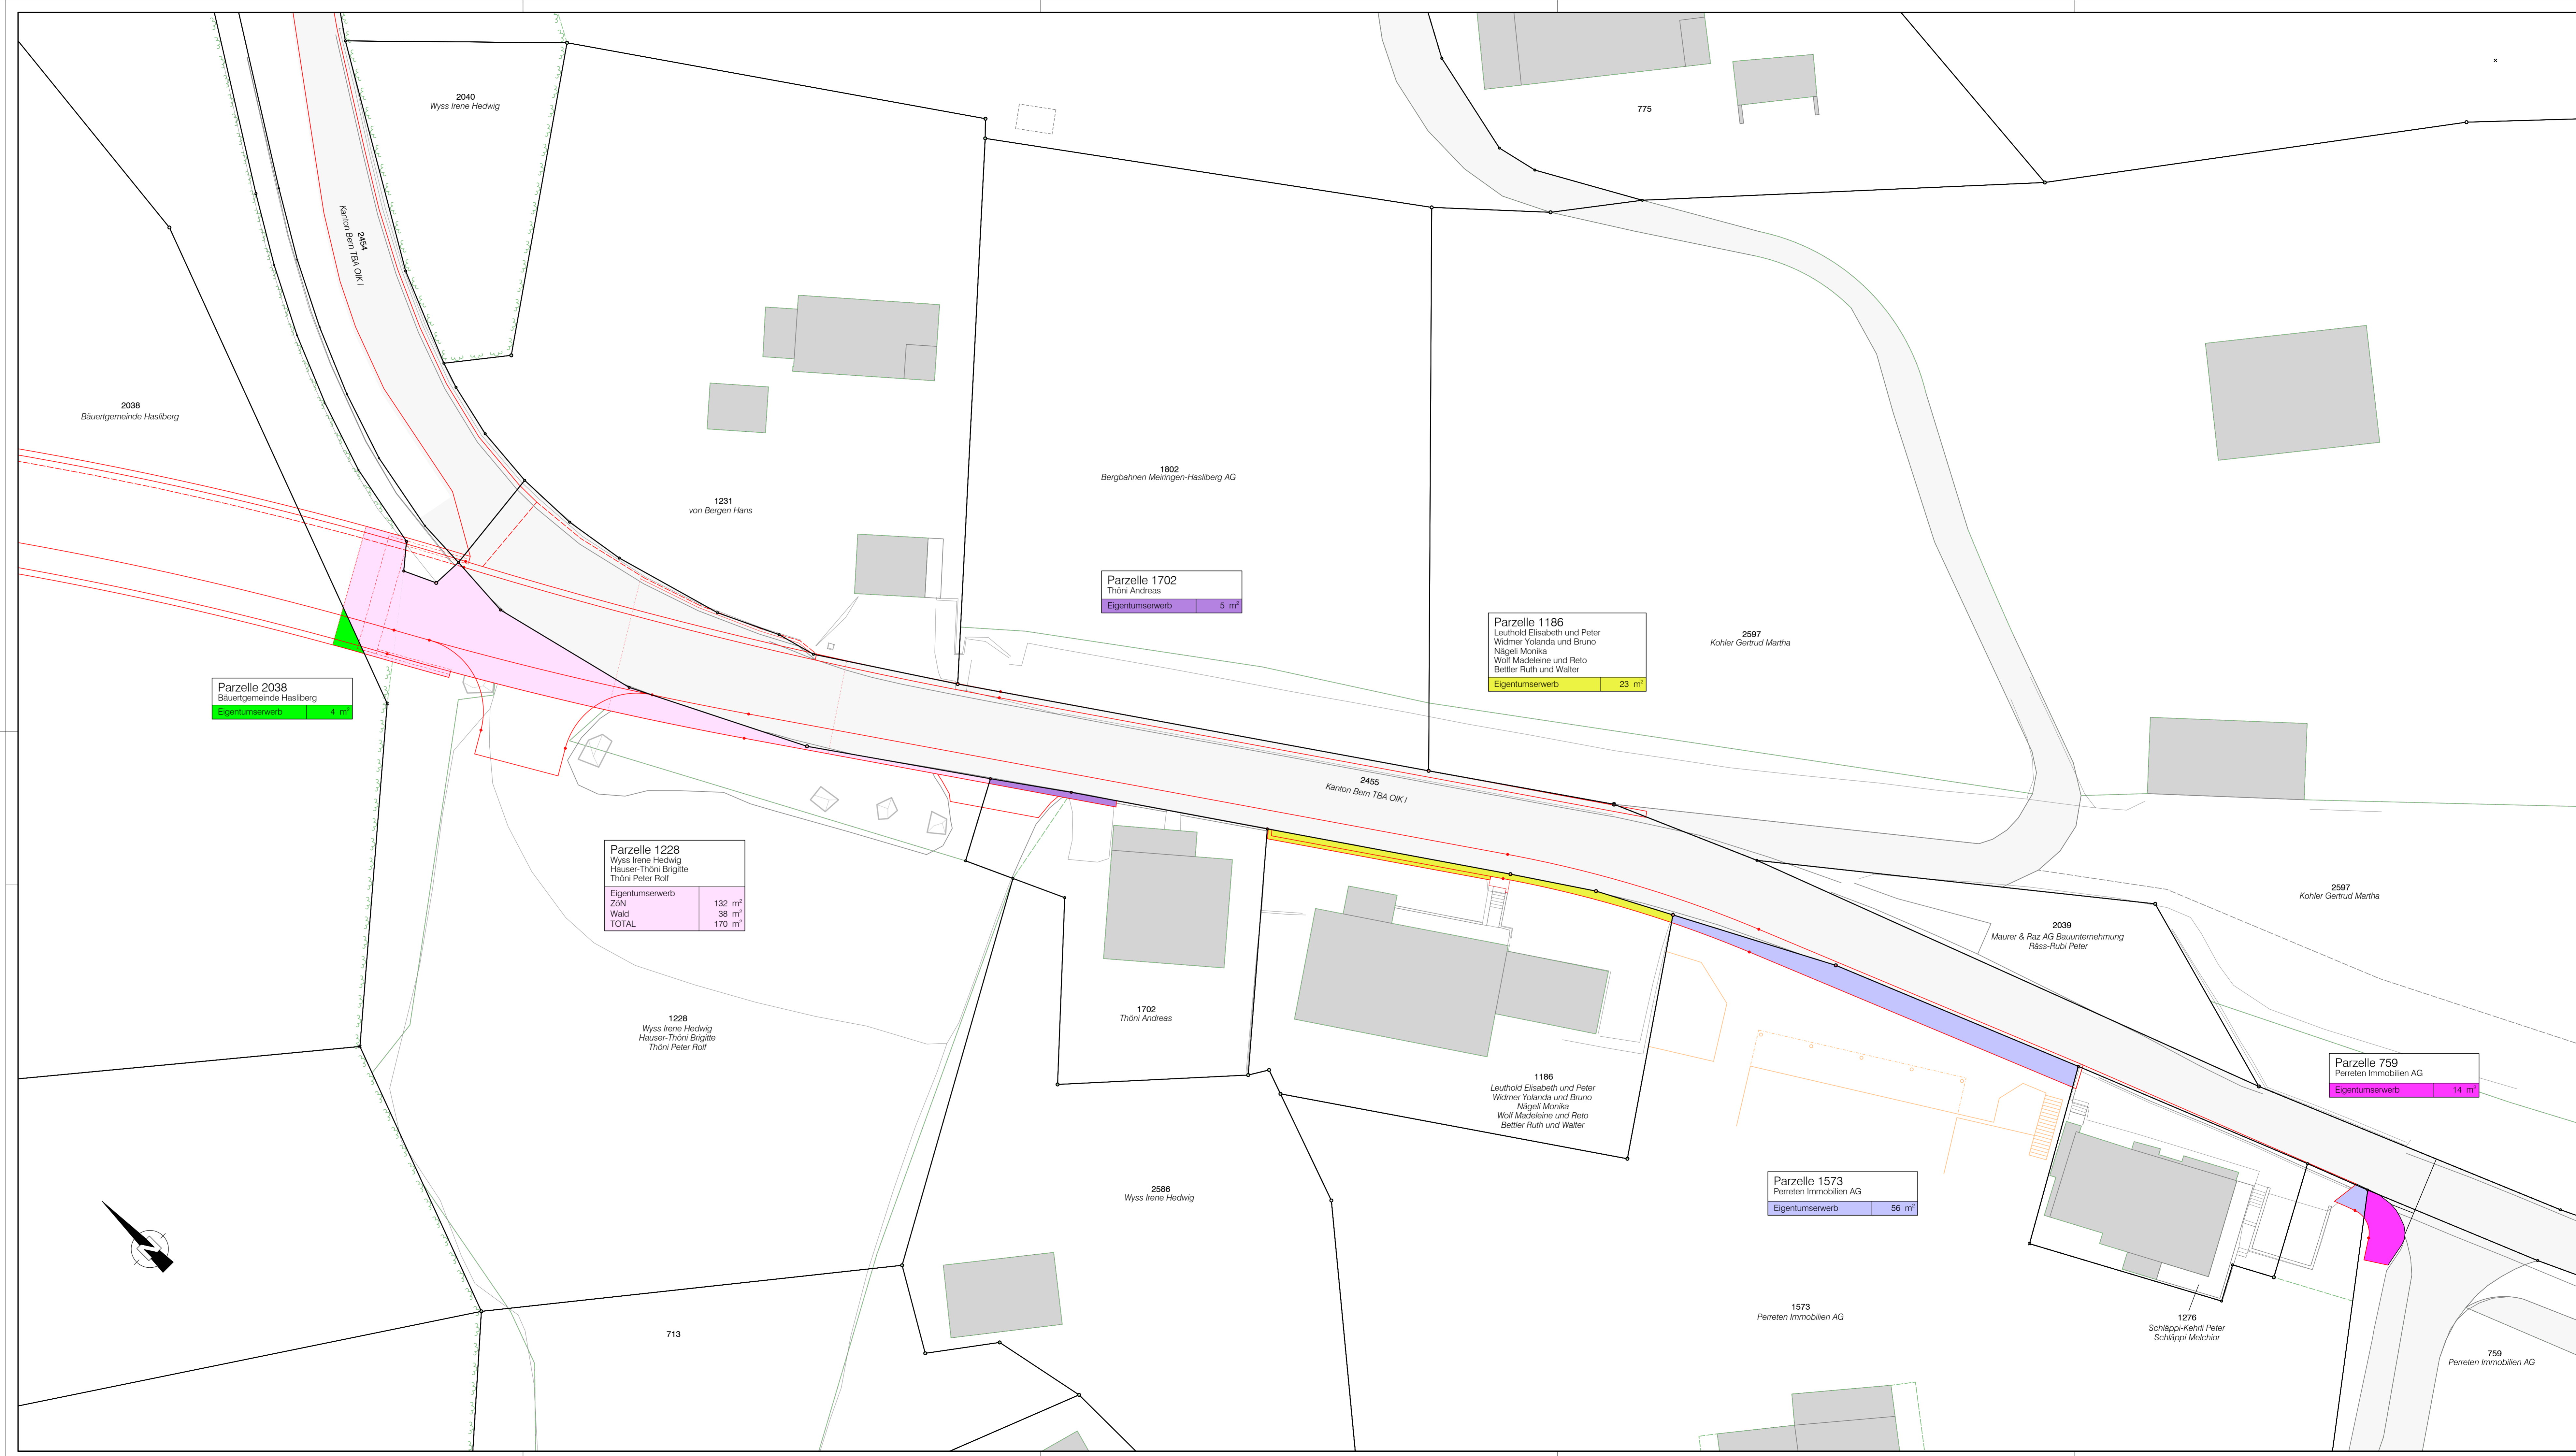 2040
Wyss Irene Hedwig
775
2454
Kanton Bern TBA OIK I
2038
Bäuertgemeinde Hasliberg
1231
von Bergen Hans
1802
Bergbahnen Meiringen-Hasliberg AG
Parzelle 1702
Thöni Andreas
Eigentumserwerb 5 m²
Parzelle 1186
Leuthold Elisabeth und Peter
Widmer Yolanda und Bruno
Nägeli Monika
Wolf Madeleine und Reto
Bettler Ruth und Walter
Eigentumserwerb 23 m²
2597
Kohler Gertrud Martha
Parzelle 2038
Bäuertgemeinde Hasliberg
Eigentumserwerb 4 m²
2455
Kanton Bern TBA OIK I
Parzelle 1228
Wyss Irene Hedwig
Hauser-Thöni Brigitte
Thöni Peter Rolf
Eigentumserwerb
ZöN 132 m²
Wald 38 m²
TOTAL 170 m²
2597
Kohler Gertrud Martha
2039
Maurer & Raz AG Bauunternehmung
Räss-Rubi Peter
1228
Wyss Irene Hedwig
Hauser-Thöni Brigitte
Thöni Peter Rolf
1702
Thöni Andreas
1186
Leuthold Elisabeth und Peter
Widmer Yolanda und Bruno
Nägeli Monika
Wolf Madeleine und Reto
Bettler Ruth und Walter
Parzelle 759
Perreten Immobilien AG
Eigentumserwerb 14 m²
2586
Wyss Irene Hedwig
Parzelle 1573
Perreten Immobilien AG
Eigentumserwerb 56 m²
N
713
1573
Perreten Immobilien AG
1276
Schläppi-Kehrli Peter
Schläppi Melchior
759
Perreten Immobilien AG